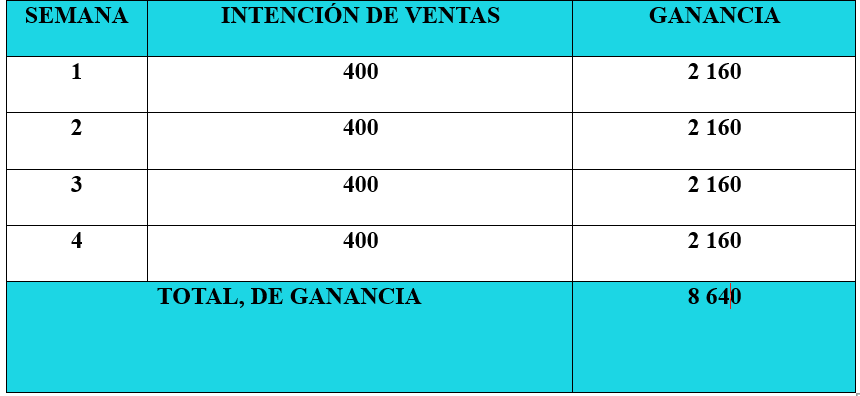 SEMANA INTENCIÓN DE VENTAS GANANCIA
1 400 2 160
2 400 2 160
3 400 2 160
4 400 2 160
TOTAL, DE GANANCIA 8 640